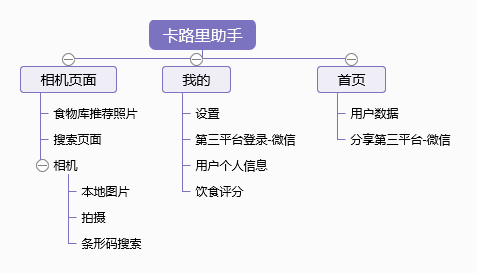 卡路里助手
相机页面
食物库推荐照片
搜索页面
相机
本地图片
拍摄
条形码搜索
我的
设置
第三平台登录-微信
用户个人信息
饮食评分
首页
用户数据
分享第三平台-微信